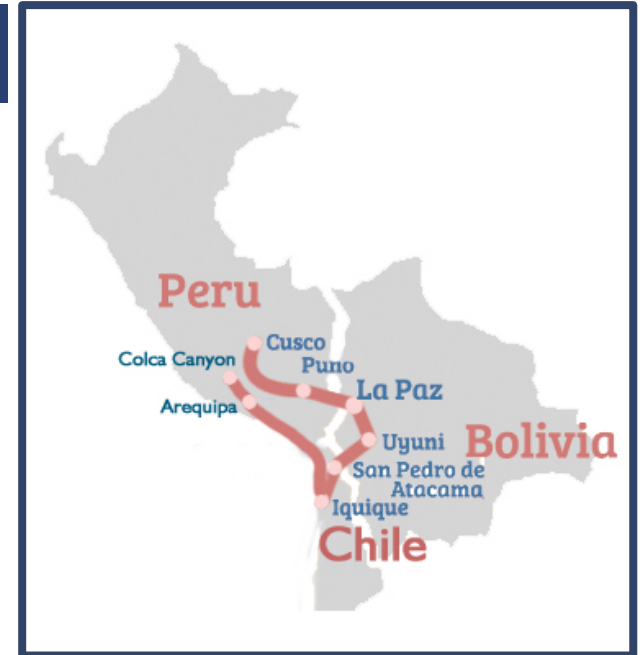 Peru
Cusco
Colca Canyon
Puno
La Paz
Arequipa
Uyuni
Bolivia
San Pedro de
Atacama
Iquique
Chile